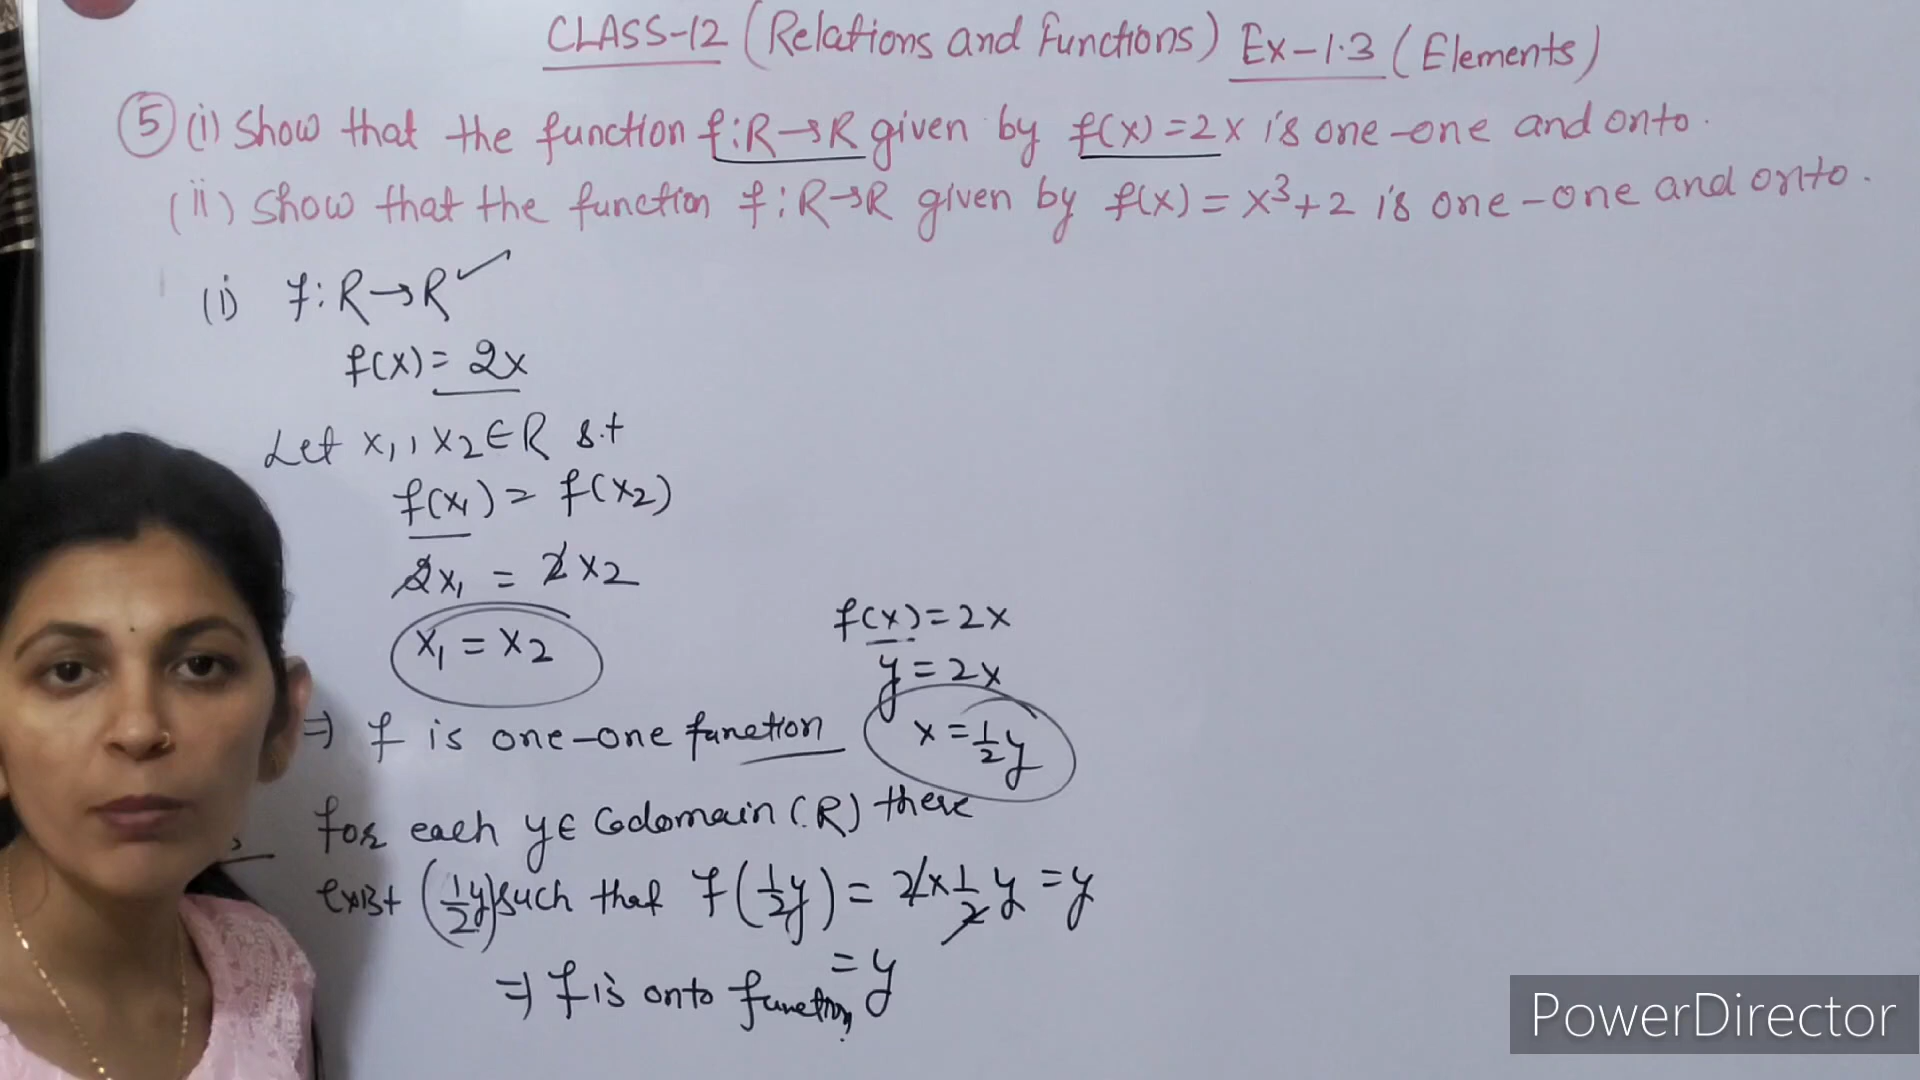 CLASS-12 (Relations and Functions) Ex-1.3 (Elements)
5 (i) Show that the function f:R→R given by f(x)=2x is one-one and onto.
(ii) Show that the function f:R→R given by f(x)=x³+2 is one-one and onto.
(i) f:R→R ✓
f(x)=2x
Let x₁, x₂∈R s.t
f(x₁)=f(x₂)
2x₁=2x₂
x₁=x₂
⇒ f is one-one function
f(x)=2x
y=2x
x=½y
for each y∈Codomain (R) there
exist (½y) such that f(½y)=2×½y=y
=y
⇒ f is onto function
PowerDirector